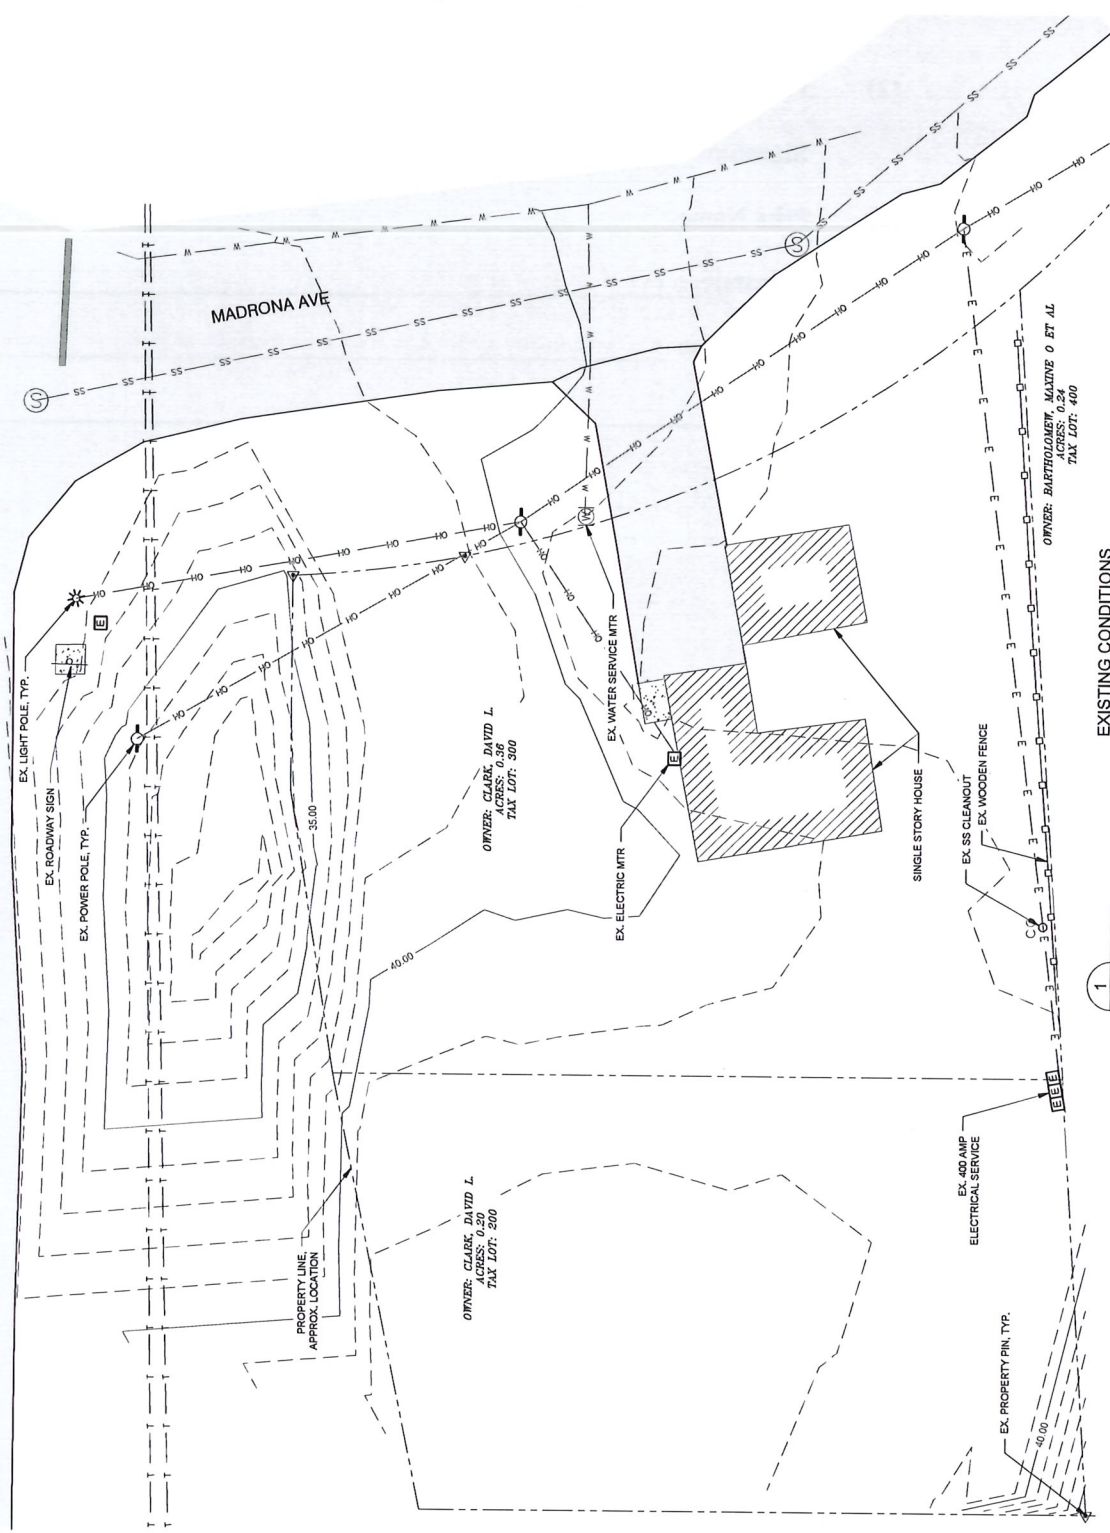 MADRONA AVE
EX. LIGHT POLE, TYP.
EX. ROADWAY SIGN
EX. POWER POLE, TYP.
35.00
OWNER: CLARK, DAVID L.
ACRES: 0.36
TAX LOT: 300
40.00
EX. WATER SERVICE MTR
EX. ELECTRIC MTR
SINGLE STORY HOUSE
EX. SS CLEANOUT
EX. WOODEN FENCE
CO
OWNER: BARTHOLOMEW, MAXINE O ET AL
ACRES: 0.24
TAX LOT: 400
PROPERTY LINE,
APPROX. LOCATION
OWNER: CLARK, DAVID L.
ACRES: 0.20
TAX LOT: 200
EX. 400 AMP
ELECTRICAL SERVICE
EX. PROPERTY PIN, TYP.
40.00
1
EXISTING CONDITIONS
S
S
W
E
E
E E E
OH
SS
W
T
E